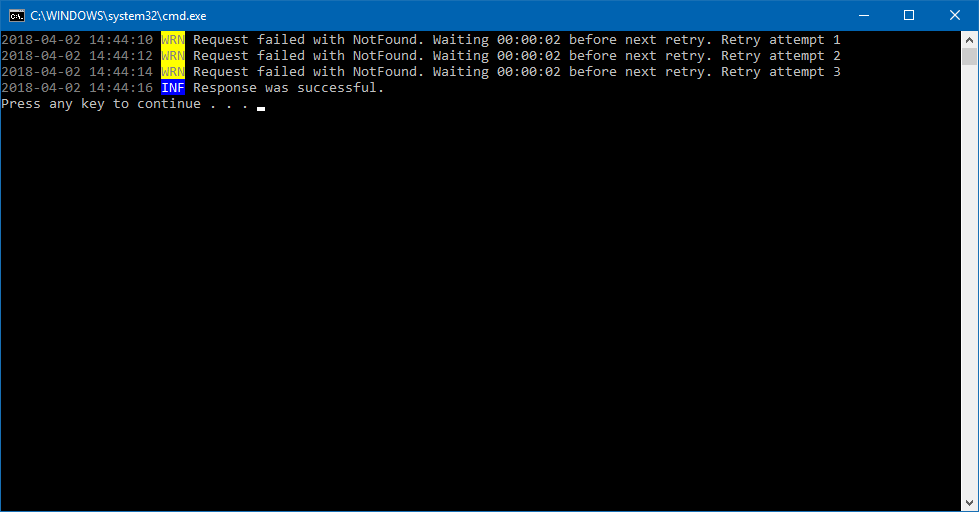 C:\WINDOWS\system32\cmd.exe
2018-04-02 14:44:10 WRN Request failed with NotFound. Waiting 00:00:02 before next retry. Retry attempt 1
2018-04-02 14:44:12 WRN Request failed with NotFound. Waiting 00:00:02 before next retry. Retry attempt 2
2018-04-02 14:44:14 WRN Request failed with NotFound. Waiting 00:00:02 before next retry. Retry attempt 3
2018-04-02 14:44:16 INF Response was successful.
Press any key to continue . . .